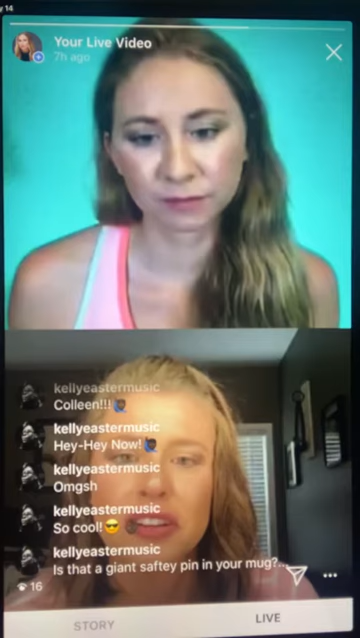 y 14
Your Live Video
7h ago
kellyeastermusic
Colleen!!!🙋🏿‍♀️
kellyeastermusic
Hey-Hey Now!🙋🏿‍♀️
kellyeastermusic
Omgsh
kellyeastermusic
So cool!😎
kellyeastermusic
Is that a giant saftey pin in your mug?...
16
STORY
LIVE